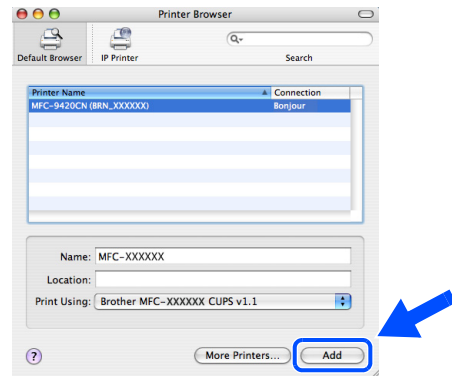 Printer Browser
Default Browser IP Printer Search
Printer Name Connection
MFC-9420CN (BRN_XXXXXX) Bonjour
Name: MFC-XXXXXX
Location:
Print Using: Brother MFC-XXXXXX CUPS v1.1
? More Printers... Add